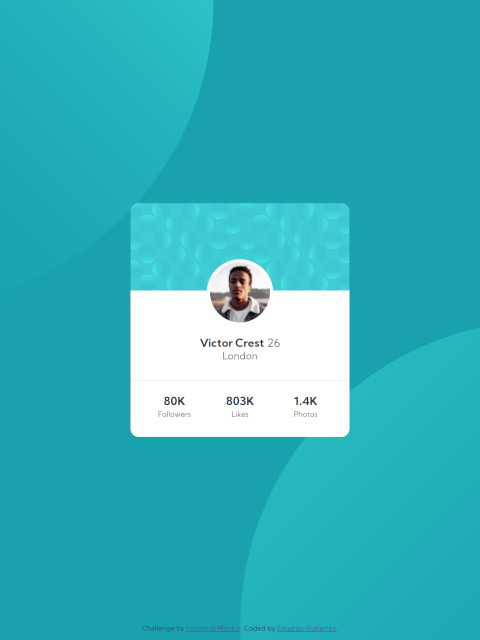 Victor Crest 26
London
80K 803K 1.4K
Followers Likes Photos
Challenge by Frontend Mentor. Coded by Eduardo Gutierrez.